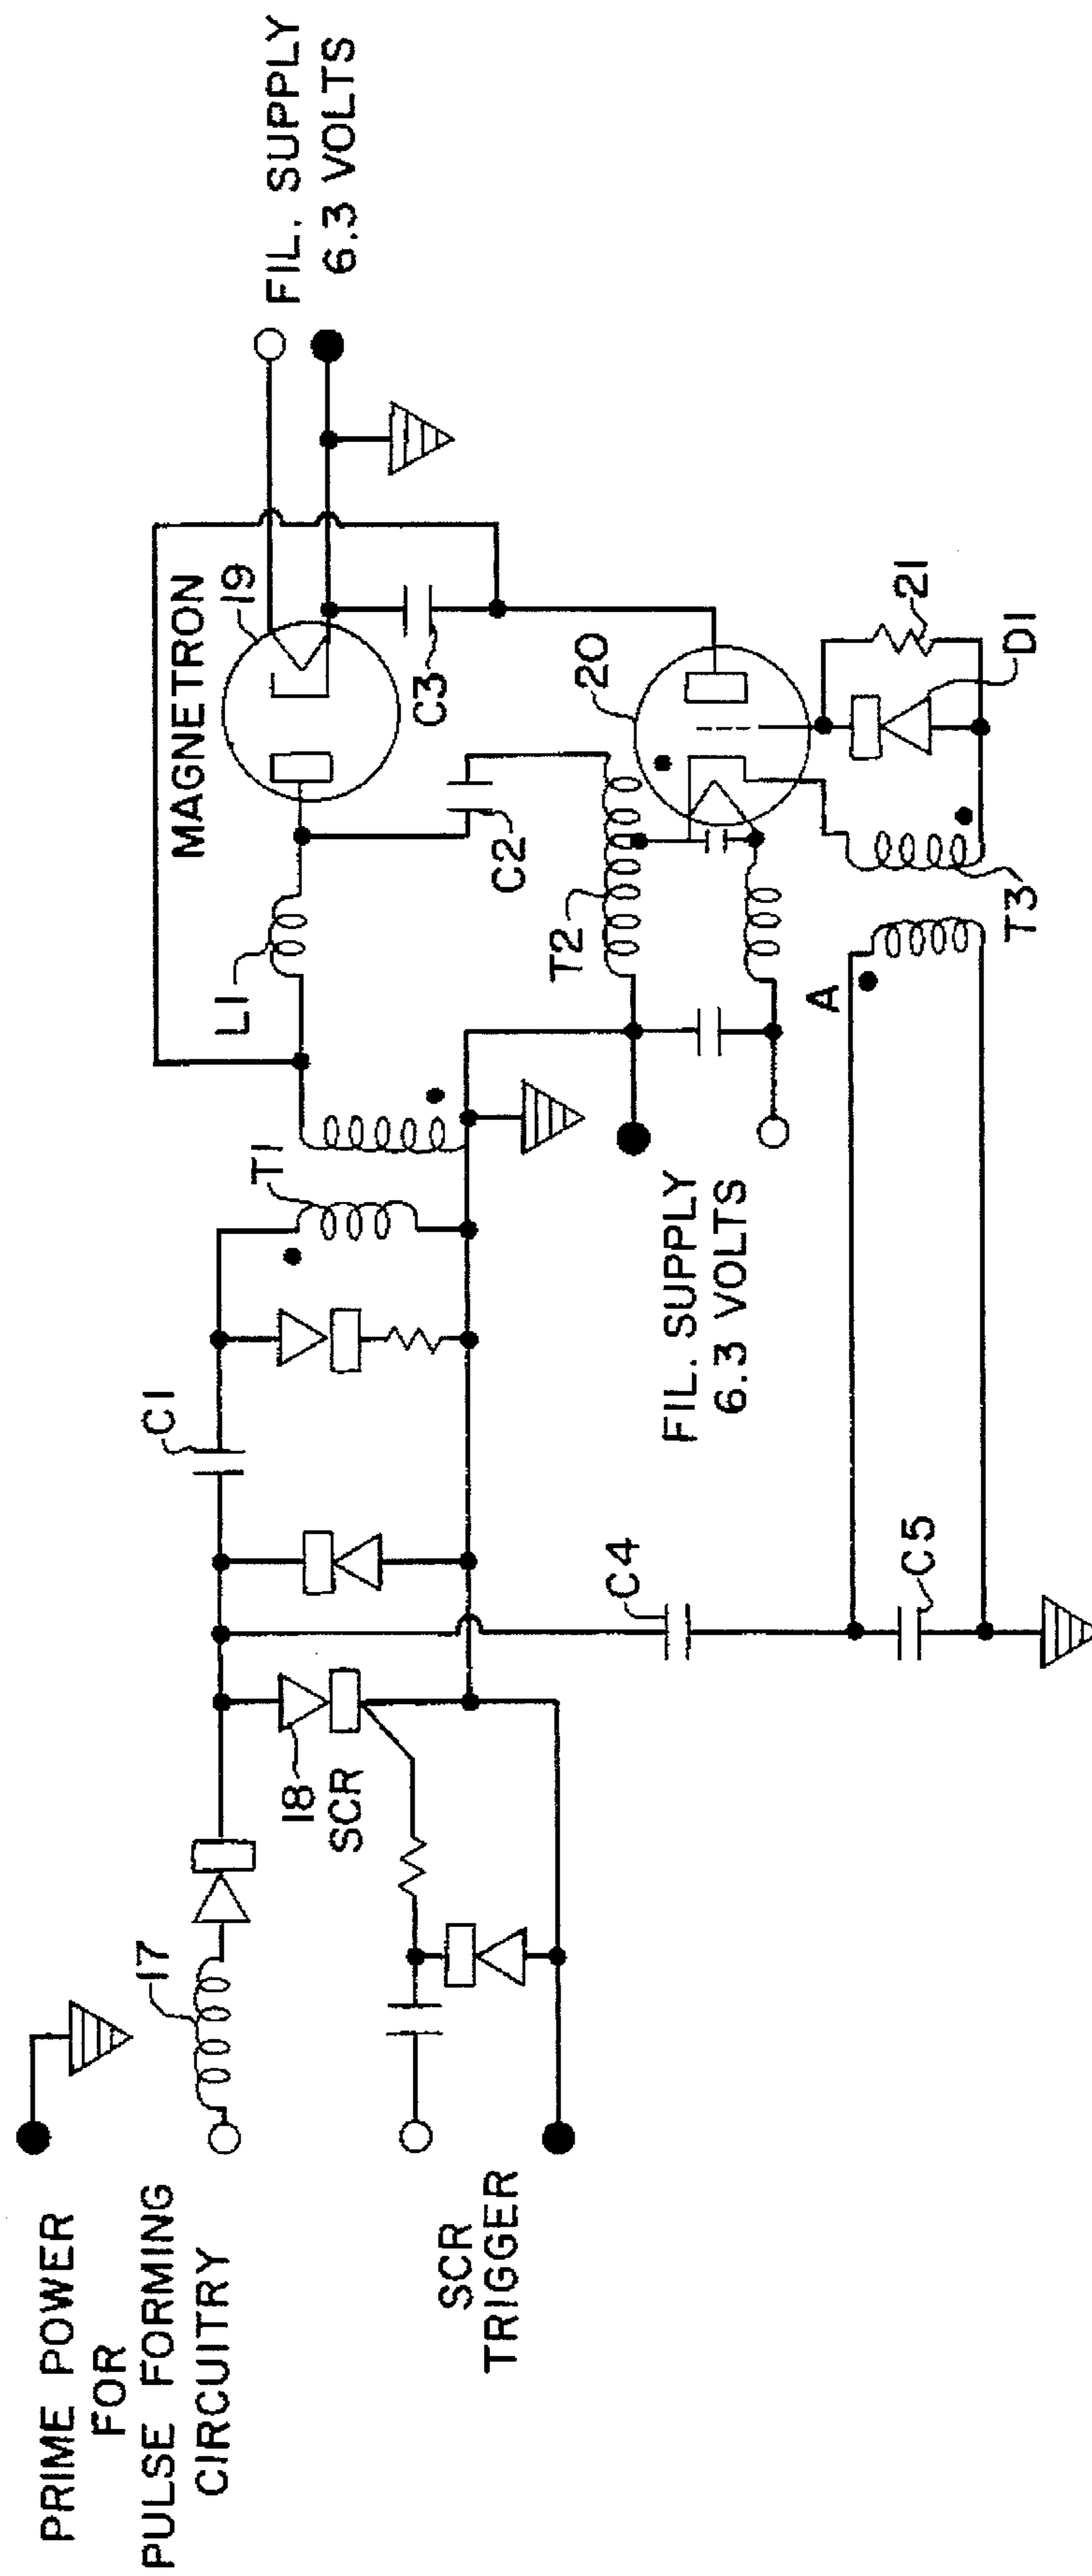 PRIME POWER
FOR
PULSE FORMING
CIRCUITRY
17
SCR
TRIGGER
18
SCR
C1
T1
L1
MAGNETRON
19
FIL. SUPPLY
6.3 VOLTS
C2
C3
T2
20
21
D1
T3
A
FIL. SUPPLY
6.3 VOLTS
C4
C5